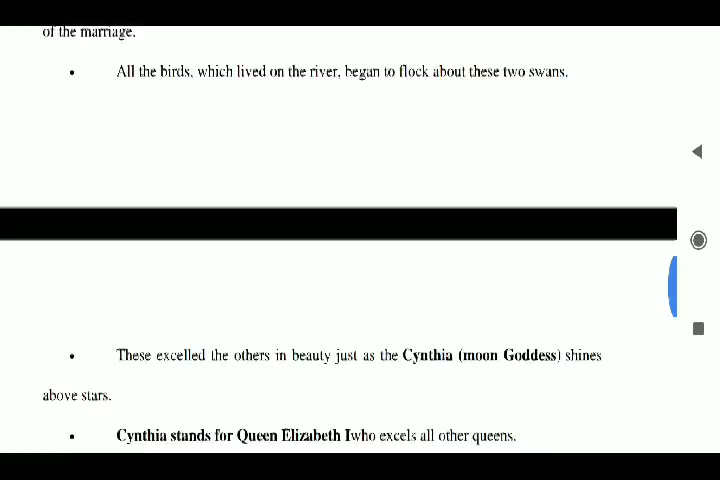 of the marriage.
• All the birds, which lived on the river, began to flock about these two swans.
• These excelled the others in beauty just as the Cynthia (moon Goddess) shines
above stars.
• Cynthia stands for Queen Elizabeth Iwho excels all other queens.